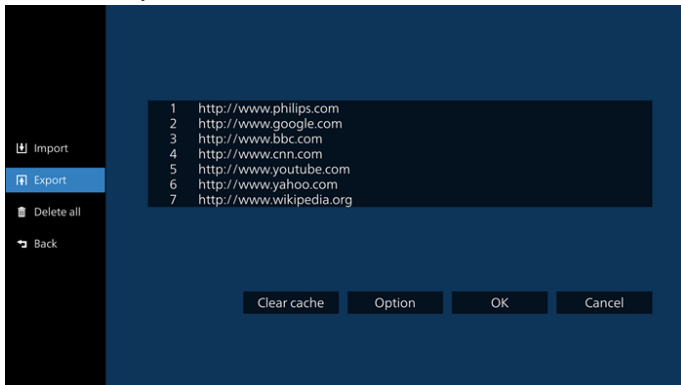 Import
Export
Delete all
Back
1 http://www.philips.com
2 http://www.google.com
3 http://www.bbc.com
4 http://www.cnn.com
5 http://www.youtube.com
6 http://www.yahoo.com
7 http://www.wikipedia.org
Clear cache Option OK Cancel